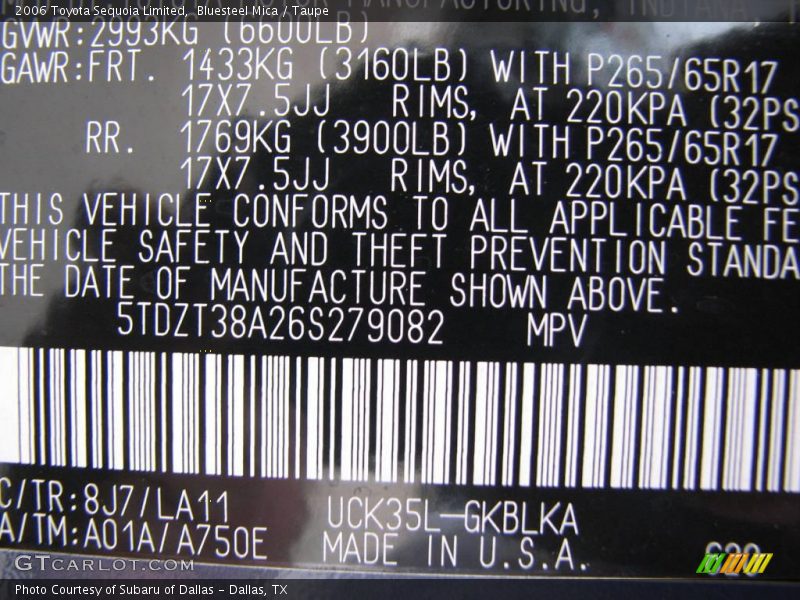 2006 Toyota Sequoia Limited, Bluesteel Mica / Taupe
MANUFACTURING, INDIANA
GVWR:2993KG (6600LB)
GAWR:FRT. 1433KG (3160LB) WITH P265/65R17
17X7.5JJ RIMS, AT 220KPA (32PS
RR. 1769KG (3900LB) WITH P265/65R17
17X7.5JJ RIMS, AT 220KPA (32PS
THIS VEHICLE CONFORMS TO ALL APPLICABLE FE
VEHICLE SAFETY AND THEFT PREVENTION STANDA
THE DATE OF MANUFACTURE SHOWN ABOVE.
5TDZT38A26S279082 MPV
C/TR:8J7/LA11 UCK35L-GKBLKA
A/TM:A01A/A750E MADE IN U.S.A.
GTCARLOT.COM
Photo Courtesy of Subaru of Dallas - Dallas, TX